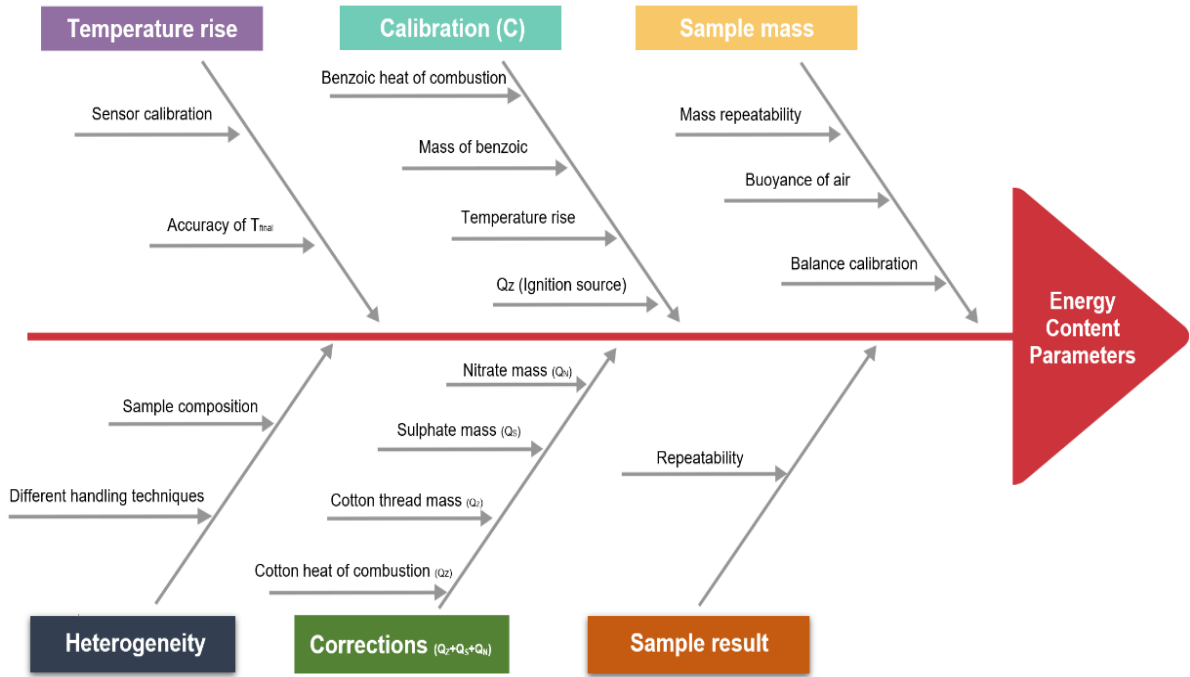 Temperature rise
Calibration (C)
Sample mass
Benzoic heat of combustion
Sensor calibration
Mass of benzoic
Mass repeatability
Buoyance of air
Accuracy of Tfinal
Temperature rise
Balance calibration
Qz (Ignition source)
Energy
Content
Parameters
Nitrate mass (QN)
Sample composition
Sulphate mass (QS)
Repeatability
Different handling techniques
Cotton thread mass (QZ)
Cotton heat of combustion (QZ)
Heterogeneity
Corrections (QZ+QS+QN)
Sample result